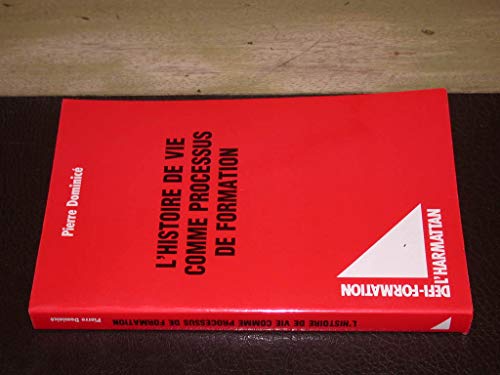 Pierre Dominicé
L'HISTOIRE DE VIE
COMME PROCESSUS
DE FORMATION
DÉFI-FORMATION
L'HARMATTAN
Pierre Dominicé
L'HISTOIRE DE VIE COMME PROCESSUS DE FORMATION